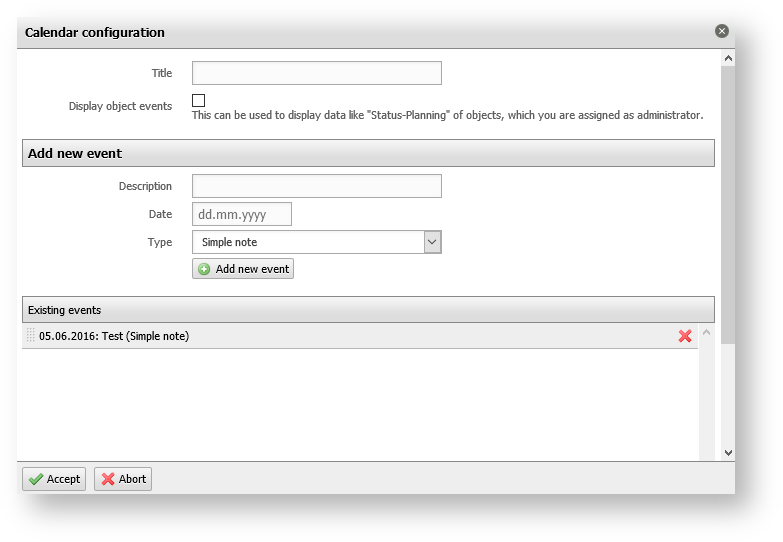 Calendar configuration
Title
Display object events
This can be used to display data like "Status-Planning" of objects, which you are assigned as administrator.
Add new event
Description
Date dd.mm.yyyy
Type Simple note
Add new event
Existing events
05.06.2016: Test (Simple note)
Accept Abort